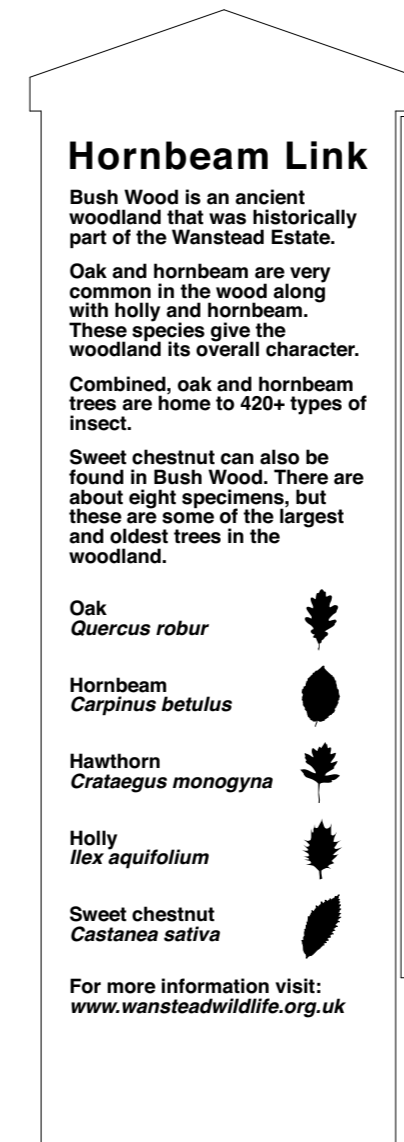 Hornbeam Link
Bush Wood is an ancient
woodland that was historically
part of the Wanstead Estate.
Oak and hornbeam are very
common in the wood along
with holly and hornbeam.
These species give the
woodland its overall character.
Combined, oak and hornbeam
trees are home to 420+ types of
insect.
Sweet chestnut can also be
found in Bush Wood. There are
about eight specimens, but
these are some of the largest
and oldest trees in the
woodland.
Oak
Quercus robur
Hornbeam
Carpinus betulus
Hawthorn
Crataegus monogyna
Holly
Ilex aquifolium
Sweet chestnut
Castanea sativa
For more information visit:
www.wansteadwildlife.org.uk